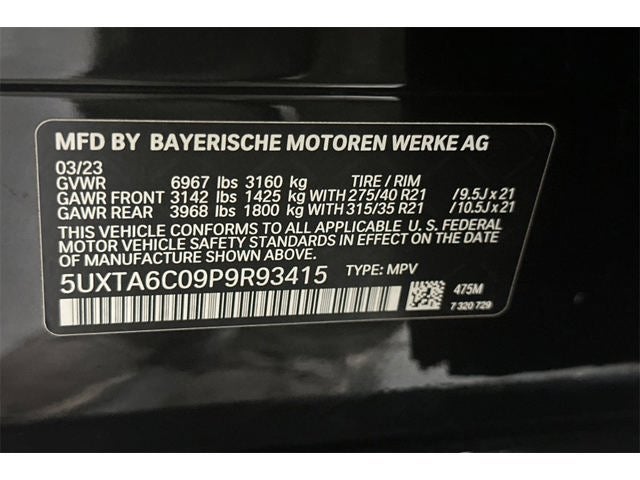 MFD BY BAYERISCHE MOTOREN WERKE AG
03/23
GVWR 6967 lbs 3160 kg TIRE / RIM
GAWR FRONT 3142 lbs 1425 kg WITH 275/40 R21 /9.5J x 21
GAWR REAR 3968 lbs 1800 kg WITH 315/35 R21 /10.5J x 21
THIS VEHICLE CONFORMS TO ALL APPLICABLE U. S. FEDERAL
MOTOR VEHICLE SAFETY STANDARDS IN EFFECT ON THE DATE
OF MANUFACTURE SHOWN ABOVE.
5UXTA6C09P9R93415 TYPE: MPV
475M
7 320 729